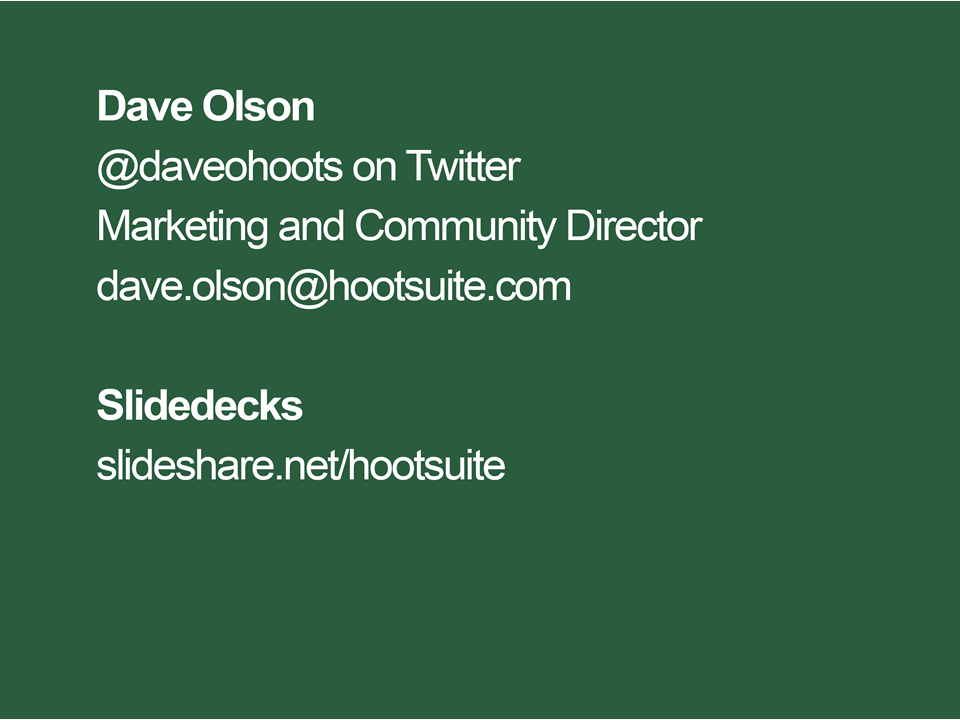 Dave Olson
@daveohoots on Twitter
Marketing and Community Director
dave.olson@hootsuite.com
Slidedecks
slideshare.net/hootsuite